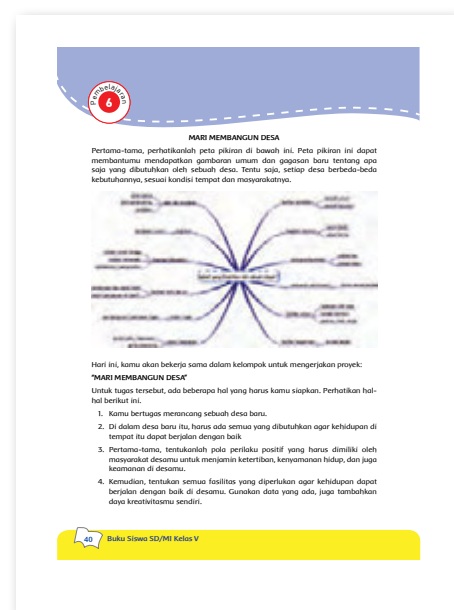 Pembelajaran
6
MARI MEMBANGUN DESA
Pertama-tama, perhatikanlah peta pikiran di bawah ini. Peta pikiran ini dapat
membantumu mendapatkan gambaran umum dan gagasan baru tentang apa
saja yang dibutuhkan oleh sebuah desa. Tentu saja, setiap desa berbeda-beda
kebutuhannya, sesuai kondisi tempat dan masyarakatnya.
Hari ini, kamu akan bekerja sama dalam kelompok untuk mengerjakan proyek:
"MARI MEMBANGUN DESA"
Untuk tugas tersebut, ada beberapa hal yang harus kamu siapkan. Perhatikan hal-
hal berikut ini.
1. Kamu bertugas merancang sebuah desa baru.
2. Di dalam desa baru itu, harus ada semua yang dibutuhkan agar kehidupan di
tempat itu dapat berjalan dengan baik
3. Pertama-tama, tentukanlah pola perilaku positif yang harus dimiliki oleh
masyarakat desamu untuk menjamin ketertiban, kenyamanan hidup, dan juga
keamanan di desamu.
4. Kemudian, tentukan semua fasilitas yang diperlukan agar kehidupan dapat
berjalan dengan baik di desamu. Gunakan data yang ada, juga tambahkan
daya kreativitasmu sendiri.
40 Buku Siswa SD/MI Kelas V